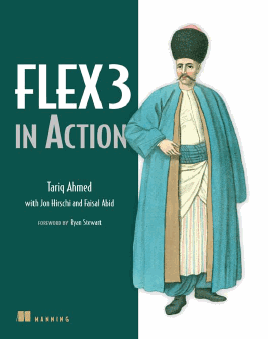 FLEX 3
IN ACTION
Tariq Ahmed
with Jon Hirschi and Faisal Abid
FOREWORD BY Ryan Stewart
MANNING